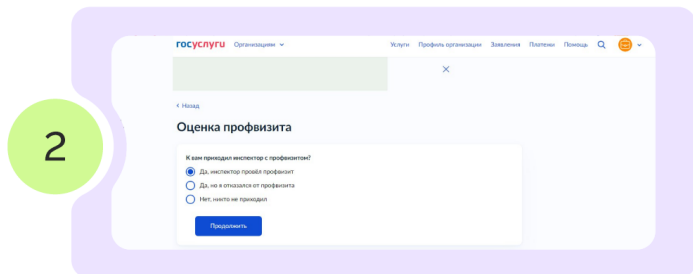 госуслуги Организациям Услуги Профиль организации Заявления Платежи Помощь
Назад
Оценка профвизита
2
К вам приходил инспектор с профвизитом?
Да, инспектор провёл профвизит
Да, но я отказался от профвизита
Нет, никто не приходил
Продолжить